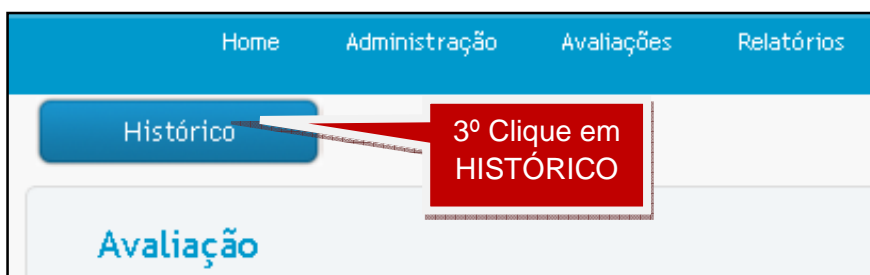 Home Administração Avaliações Relatórios
Histórico
3º Clique em
HISTÓRICO
Avaliação